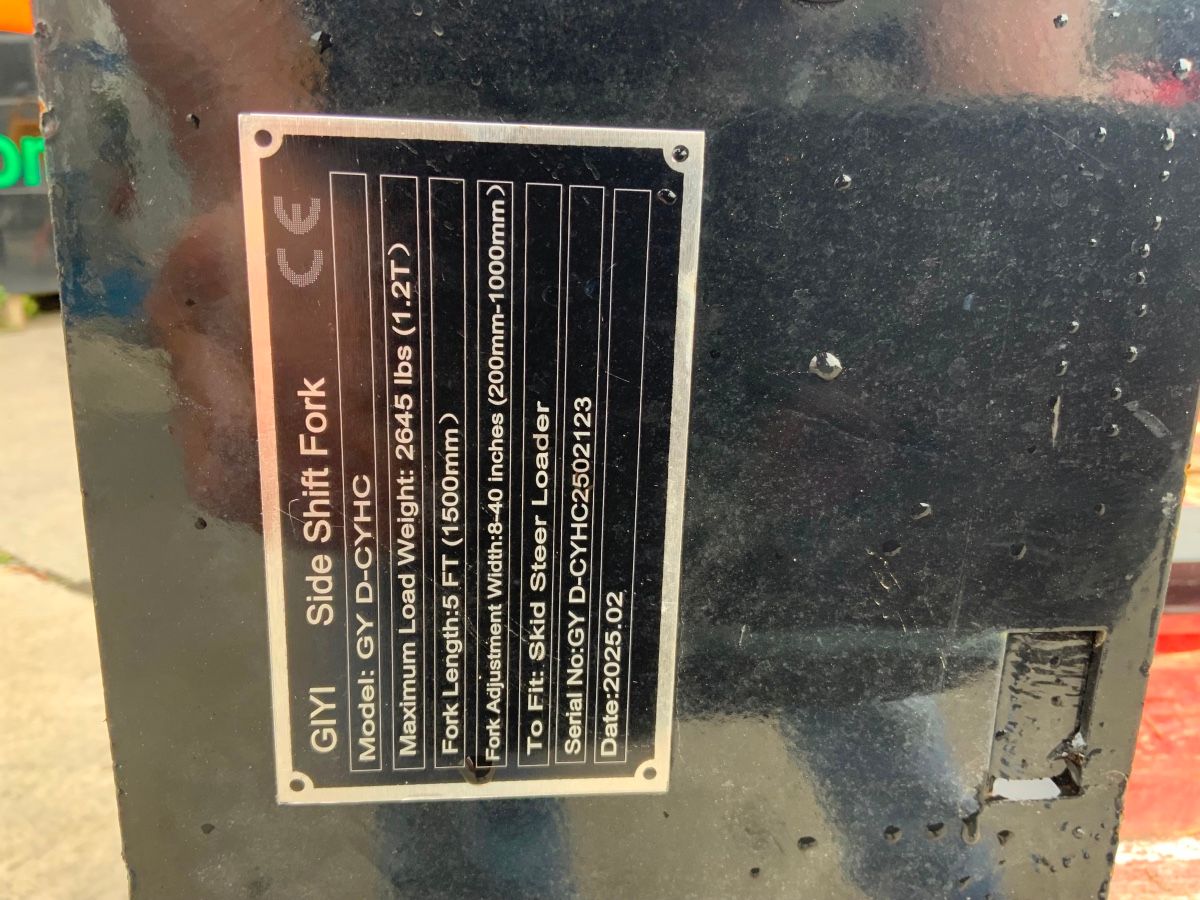 GIYI Side Shift Fork CE
Model: GY D-CYHC
Maximum Load Weight: 2645 lbs (1.2T)
Fork Length:5 FT (1500mm)
Fork Adjustment Width:8-40 inches (200mm-1000mm)
To Fit: Skid Steer Loader
Serial No:GY D-CYHC2502123
Date:2025.02
or